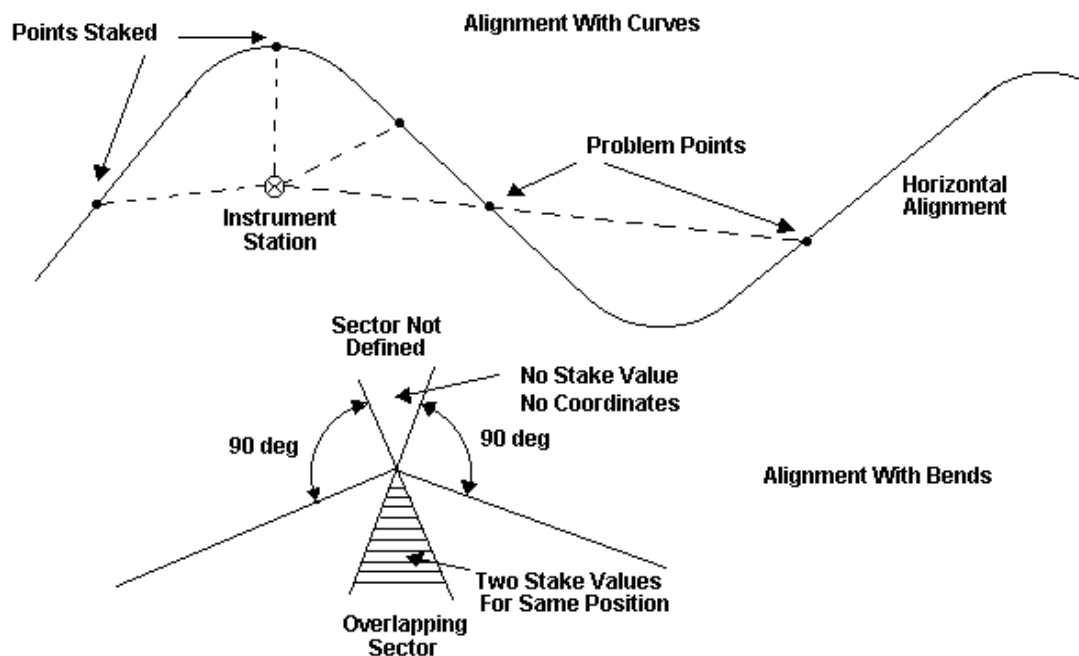 Alignment With Curves
Points Staked
Problem Points
Horizontal
Alignment
Instrument
Station
Sector Not
Defined
No Stake Value
No Coordinates
90 deg
90 deg
Alignment With Bends
Two Stake Values
For Same Position
Overlapping
Sector